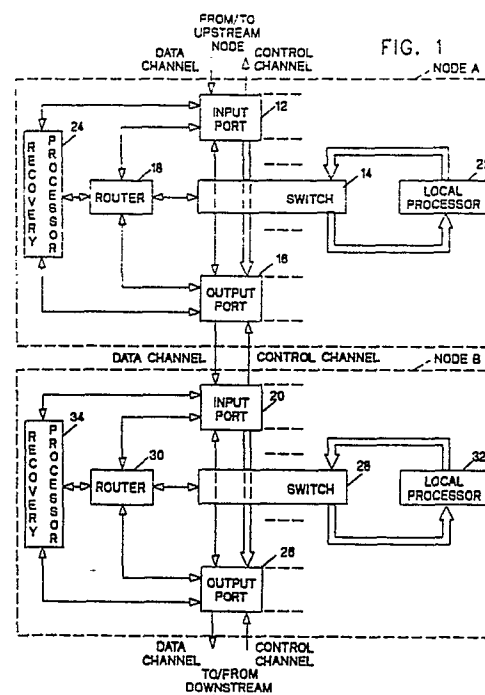 FROM/TO
UPSTREAM
NODE
FIG. 1
DATA
CHANNEL
CONTROL
CHANNEL
NODE A
INPUT
PORT
12
24
RECOVERY
PROCESSOR
18
ROUTER
SWITCH
14
LOCAL
PROCESSOR
OUTPUT
PORT
16
DATA CHANNEL
CONTROL CHANNEL
NODE B
INPUT
PORT
20
34
RECOVERY
PROCESSOR
30
ROUTER
SWITCH
28
LOCAL
PROCESSOR
32
OUTPUT
PORT
26
DATA
CHANNEL
CONTROL
CHANNEL
TO/FROM
DOWNSTREAM